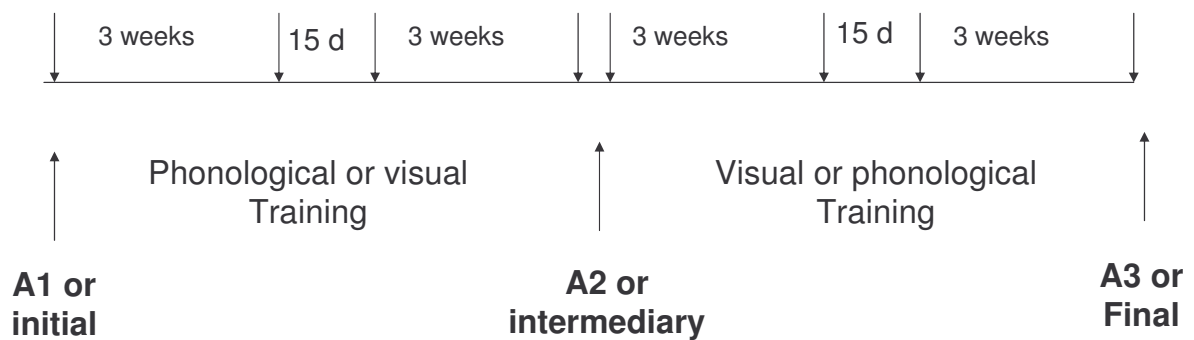 3 weeks 15 d 3 weeks 3 weeks 15 d 3 weeks
Phonological or visual
Training
Visual or phonological
Training
A1 or
initial
A2 or
intermediary
A3 or
Final